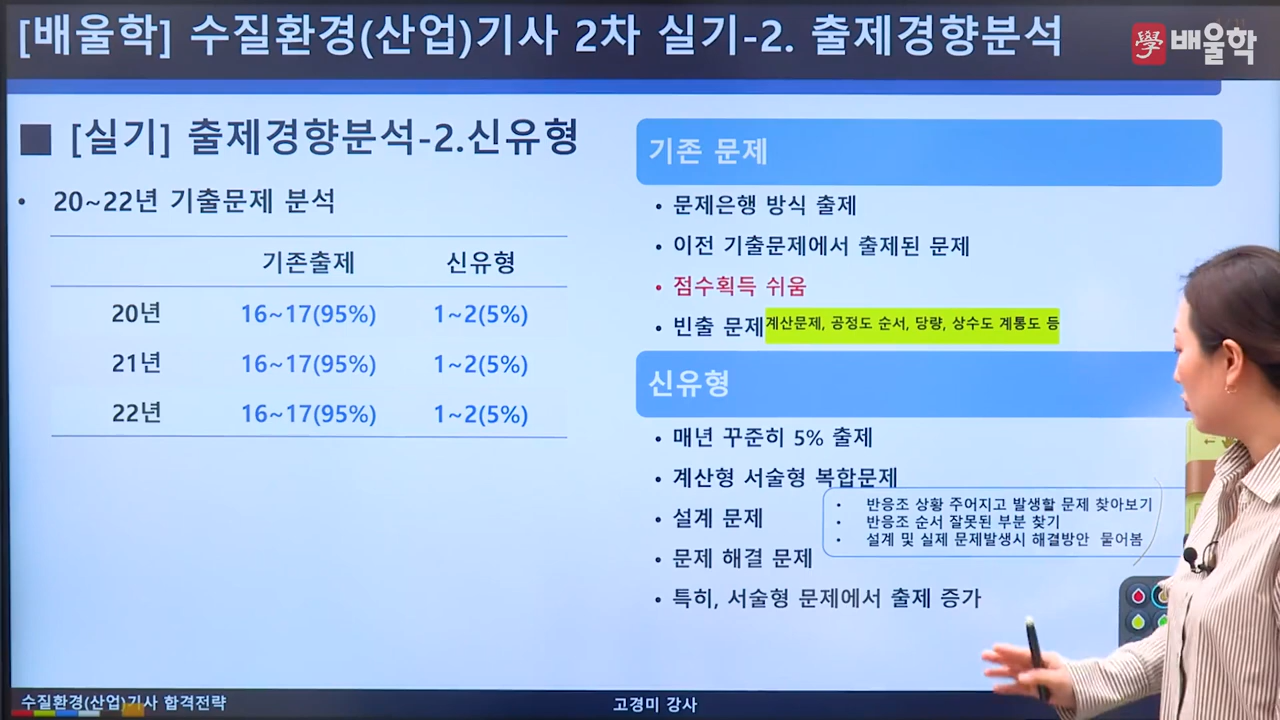 [배울학] 수질환경(산업)기사 2차 실기-2. 출제경향분석
學 배울학
■ [실기] 출제경향분석-2.신유형
• 20~22년 기출문제 분석
기존출제 신유형
20년 16~17(95%) 1~2(5%)
21년 16~17(95%) 1~2(5%)
22년 16~17(95%) 1~2(5%)
기존 문제
• 문제은행 방식 출제
• 이전 기출문제에서 출제된 문제
• 점수획득 쉬움
• 빈출 문제 계산문제, 공정도 순서, 당량, 상수도 계통도 등
신유형
• 매년 꾸준히 5% 출제
• 계산형 서술형 복합문제
• 설계 문제
• 문제 해결 문제
• 특히, 서술형 문제에서 출제 증가
• 반응조 상황 주어지고 발생할 문제 찾아보기
• 반응조 순서 잘못된 부분 찾기
• 설계 및 실제 문제발생시 해결방안 물어봄
수질환경(산업)기사 합격전략
고경미 강사